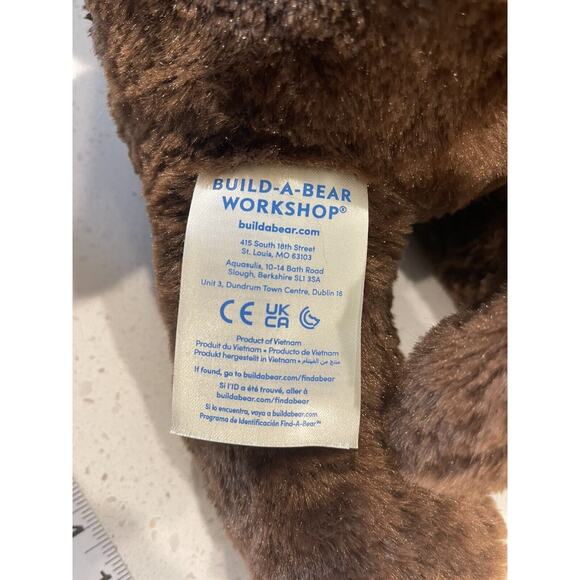 BUILD-A-BEAR
WORKSHOP®
buildabear.com
415 South 18th Street
St. Louis, MO 63103
Aquasulis, 10-14 Bath Road
Slough, Berkshire SL1 3SA
Unit 3, Dundrum Town Centre, Dublin 16
CE UK CA
Product of Vietnam
Produit du Vietnam • Producto de Vietnam
Produkt hergestellt in Vietnam • منتج من الفيتنام
If found, go to buildabear.com/findabear
Si l'ID a été trouvé, aller à
buildabear.com/findabear
Si lo encuentra, vaya a buildabear.com
Programa de Identificación Find-A-Bear™